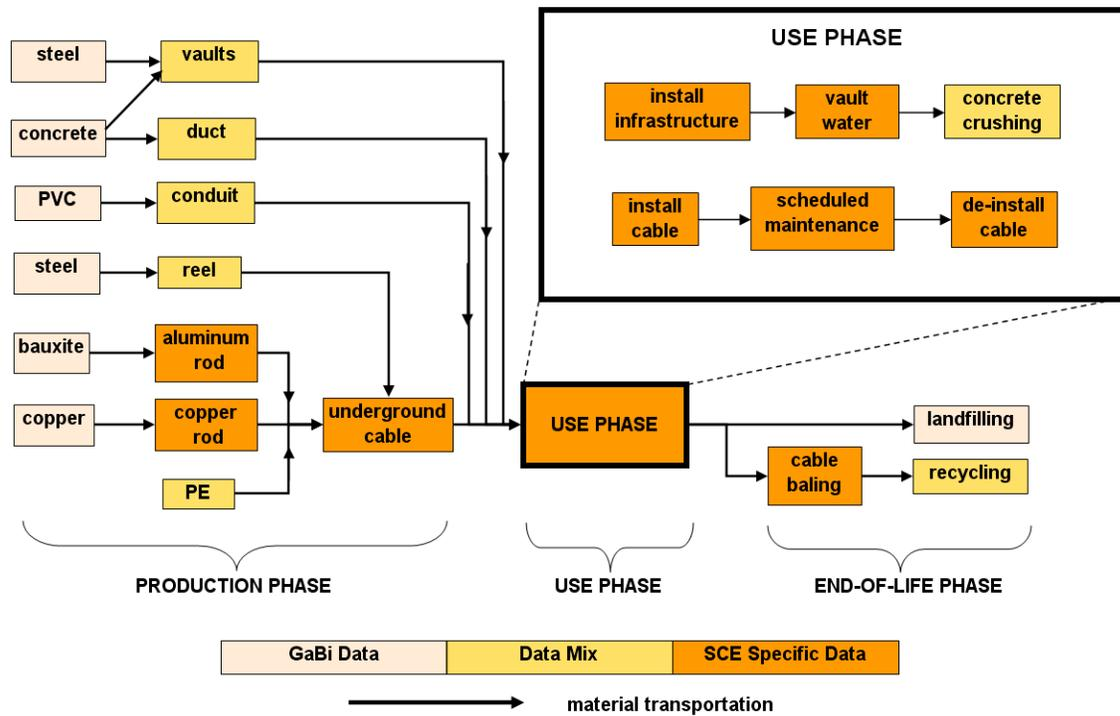 steel
vaults
concrete
duct
PVC
conduit
steel
reel
bauxite
aluminum
rod
copper
copper
rod
PE
underground
cable
USE PHASE
install
infrastructure
vault
water
concrete
crushing
install
cable
scheduled
maintenance
de-install
cable
USE PHASE
landfilling
cable
baling
recycling
PRODUCTION PHASE
USE PHASE
END-OF-LIFE PHASE
GaBi Data
Data Mix
SCE Specific Data
material transportation